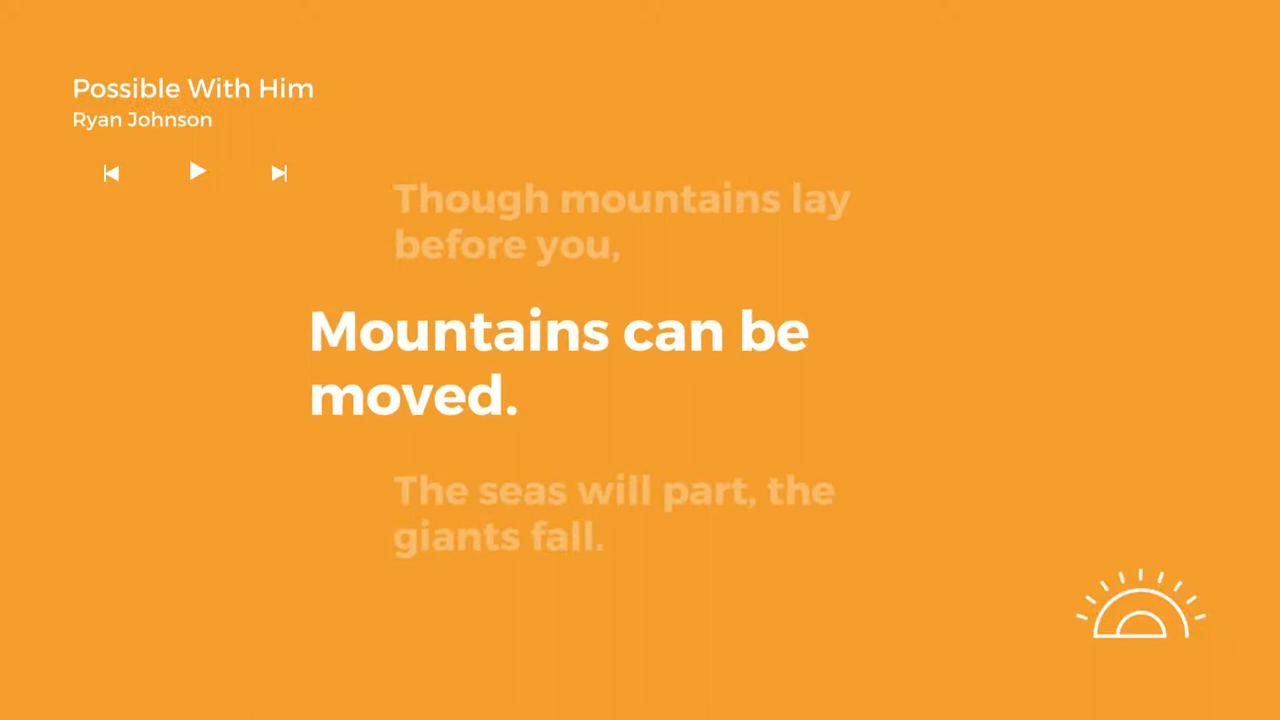 Possible With Him
Ryan Johnson
Though mountains lay
before you,
Mountains can be
moved.
The seas will part, the
giants fall.